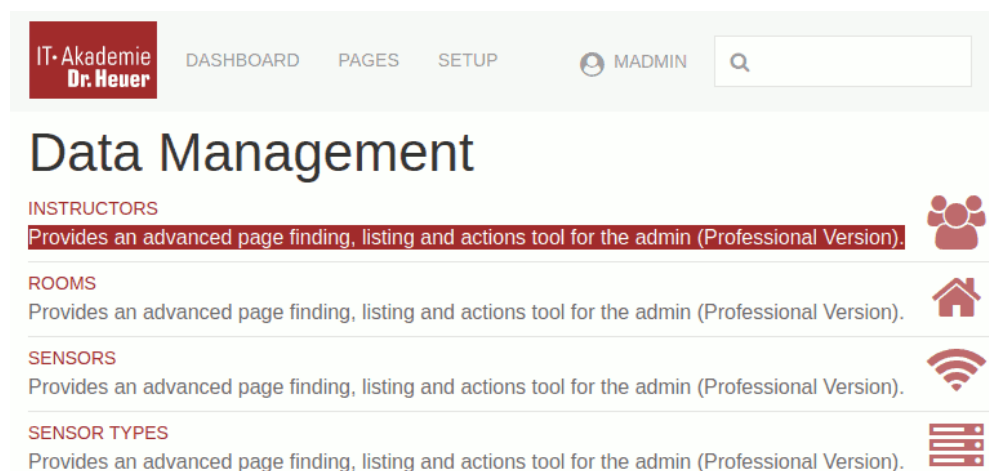 IT·Akademie
Dr. Heuer
DASHBOARD PAGES SETUP MADMIN
Data Management
INSTRUCTORS
Provides an advanced page finding, listing and actions tool for the admin (Professional Version).
ROOMS
Provides an advanced page finding, listing and actions tool for the admin (Professional Version).
SENSORS
Provides an advanced page finding, listing and actions tool for the admin (Professional Version).
SENSOR TYPES
Provides an advanced page finding, listing and actions tool for the admin (Professional Version).